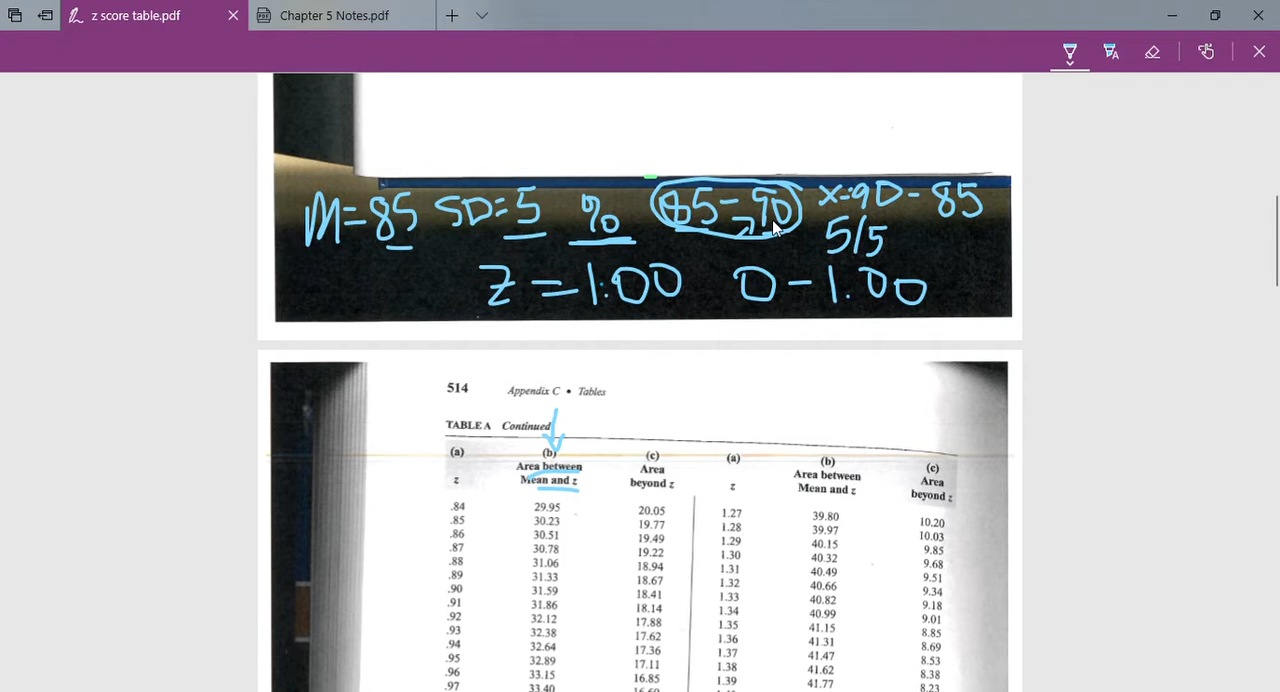 z score table.pdf
Chapter 5 Notes.pdf
M=85 SD=5 % 85-90 x=90-85
5/5
z=1.00 0-1.00
514 Appendix C • Tables
TABLE A Continued
(a) (b) (c) (a) (b) (c)
z Area between Mean and z Area beyond z z Area between Mean and z Area beyond z
.84 29.95 20.05 1.27 39.80 10.20
.85 30.23 19.77 1.28 39.97 10.03
.86 30.51 19.49 1.29 40.15 9.85
.87 30.78 19.22 1.30 40.32 9.68
.88 31.06 18.94 1.31 40.49 9.51
.89 31.33 18.67 1.32 40.66 9.34
.90 31.59 18.41 1.33 40.82 9.18
.91 31.86 18.14 1.34 40.99 9.01
.92 32.12 17.88 1.35 41.15 8.85
.93 32.38 17.62 1.36 41.31 8.69
.94 32.64 17.36 1.37 41.47 8.53
.95 32.89 17.11 1.38 41.62 8.38
.96 33.15 16.85 1.39 41.77 8.23
.97 33.40